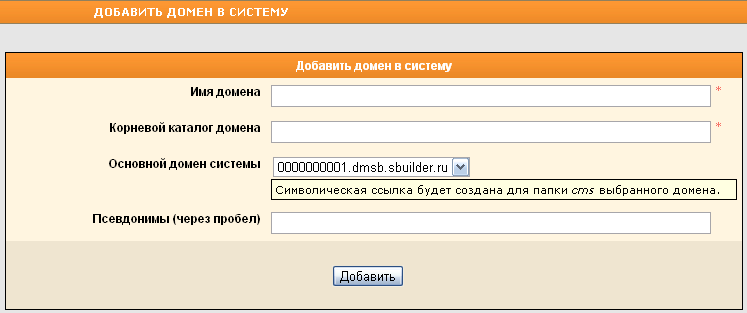 ДОБАВИТЬ ДОМЕН В СИСТЕМУ
Добавить домен в систему
Имя домена *
Корневой каталог домена *
Основной домен системы 0000000001.dmsb.sbuilder.ru
Символическая ссылка будет создана для папки cms выбранного домена.
Псевдонимы (через пробел)
Добавить